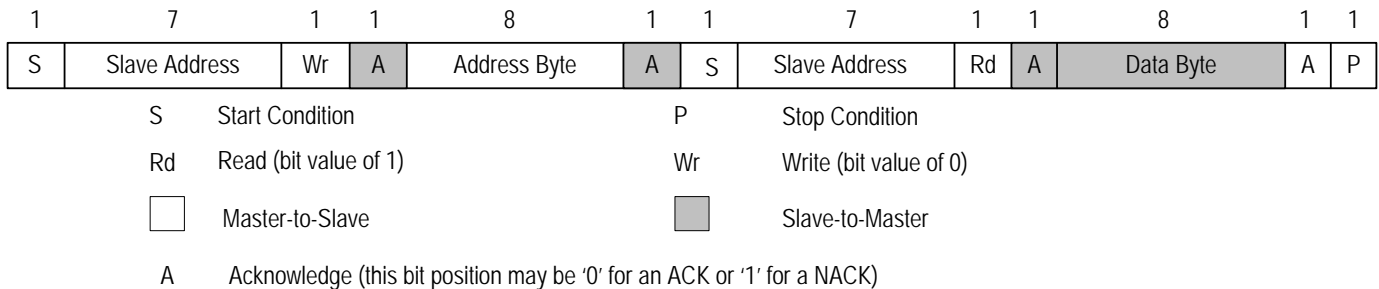 1 7 1 1 8 1 1 7 1 1 8 1 1
S Slave Address Wr A Address Byte A S Slave Address Rd A Data Byte A P
S Start Condition P Stop Condition
Rd Read (bit value of 1) Wr Write (bit value of 0)
Master-to-Slave Slave-to-Master
A Acknowledge (this bit position may be ‘0’ for an ACK or ‘1’ for a NACK)